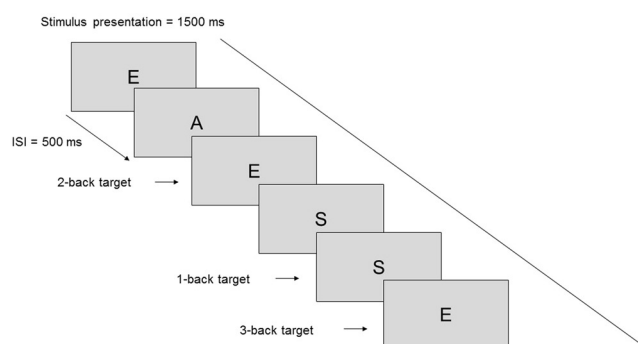 Stimulus presentation = 1500 ms
E
A
ISI = 500 ms
E
2-back target
S
S
1-back target
E
3-back target